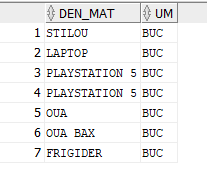 DEN_MAT UM
1 STILOU BUC
2 LAPTOP BUC
3 PLAYSTATION 5 BUC
4 PLAYSTATION 5 BUC
5 OUA BUC
6 OUA BAX BUC
7 FRIGIDER BUC